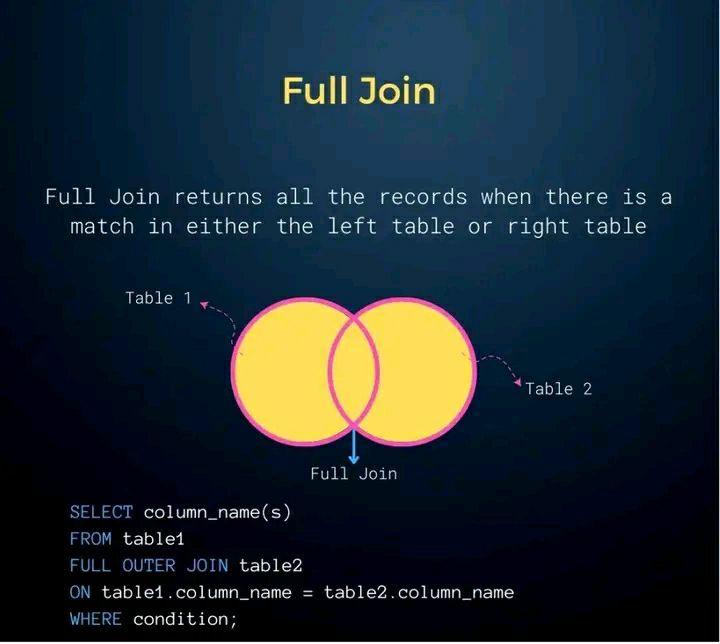 Full Join
Full Join returns all the records when there is a
match in either the left table or right table
Table 1
Table 2
Full Join
SELECT column_name(s)
FROM table1
FULL OUTER JOIN table2
ON table1.column_name = table2.column_name
WHERE condition;